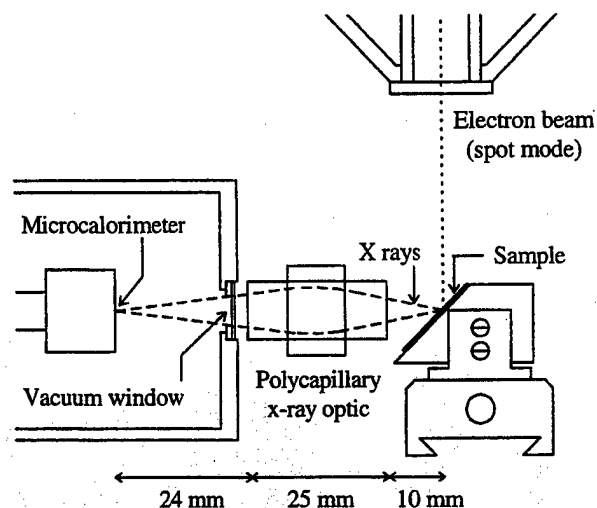 Electron beam
(spot mode)
Microcalorimeter
X rays
Sample
Vacuum window
Polycapillary
x-ray optic
24 mm
25 mm
10 mm